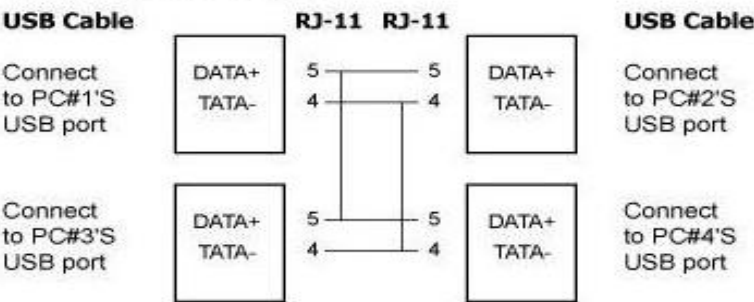 USB Cable RJ-11 RJ-11 USB Cable
Connect
to PC#1'S
USB port
DATA+
TATA-
5 5
4 4
DATA+
TATA-
Connect
to PC#2'S
USB port
Connect
to PC#3'S
USB port
DATA+
TATA-
5 5
4 4
DATA+
TATA-
Connect
to PC#4'S
USB port